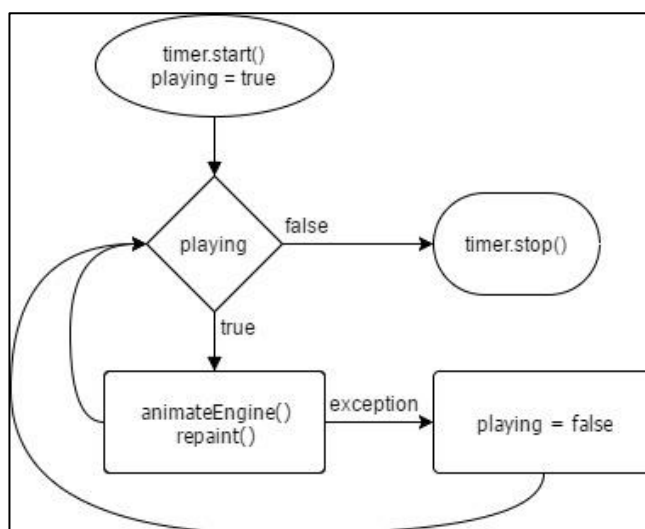 timer.start()
playing = true
false
playing
timer.stop()
true
animateEngine()
repaint()
exception
playing = false